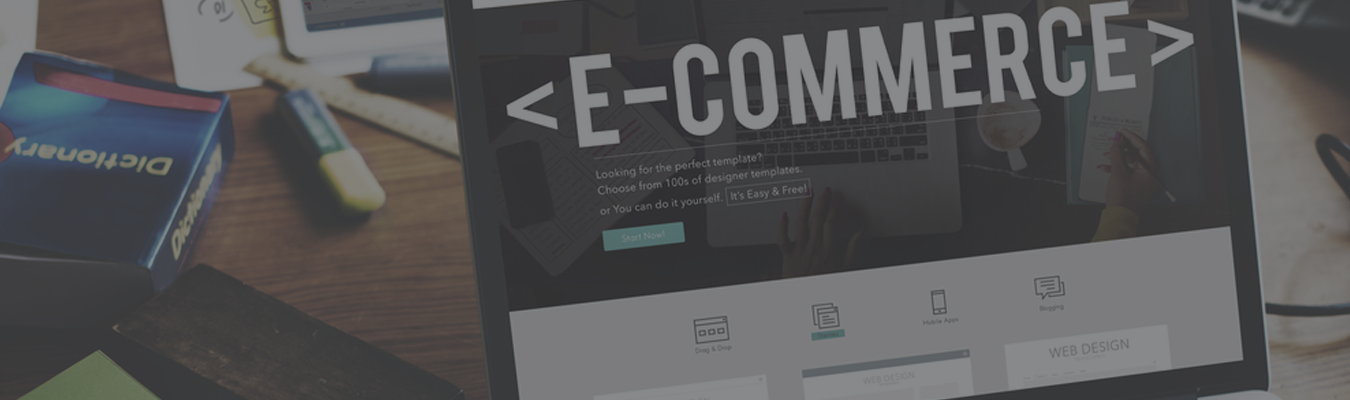 <E-COMMERCE>
Looking for the perfect template?
Choose from 100s of designer templates.
or You can do it yourself. It's Easy & Free!
Start Now!
Drag & Drop
Mobile Apps
Blogging
WEB DESIGN
WEB DESIGN
Dictionary
Dictionary